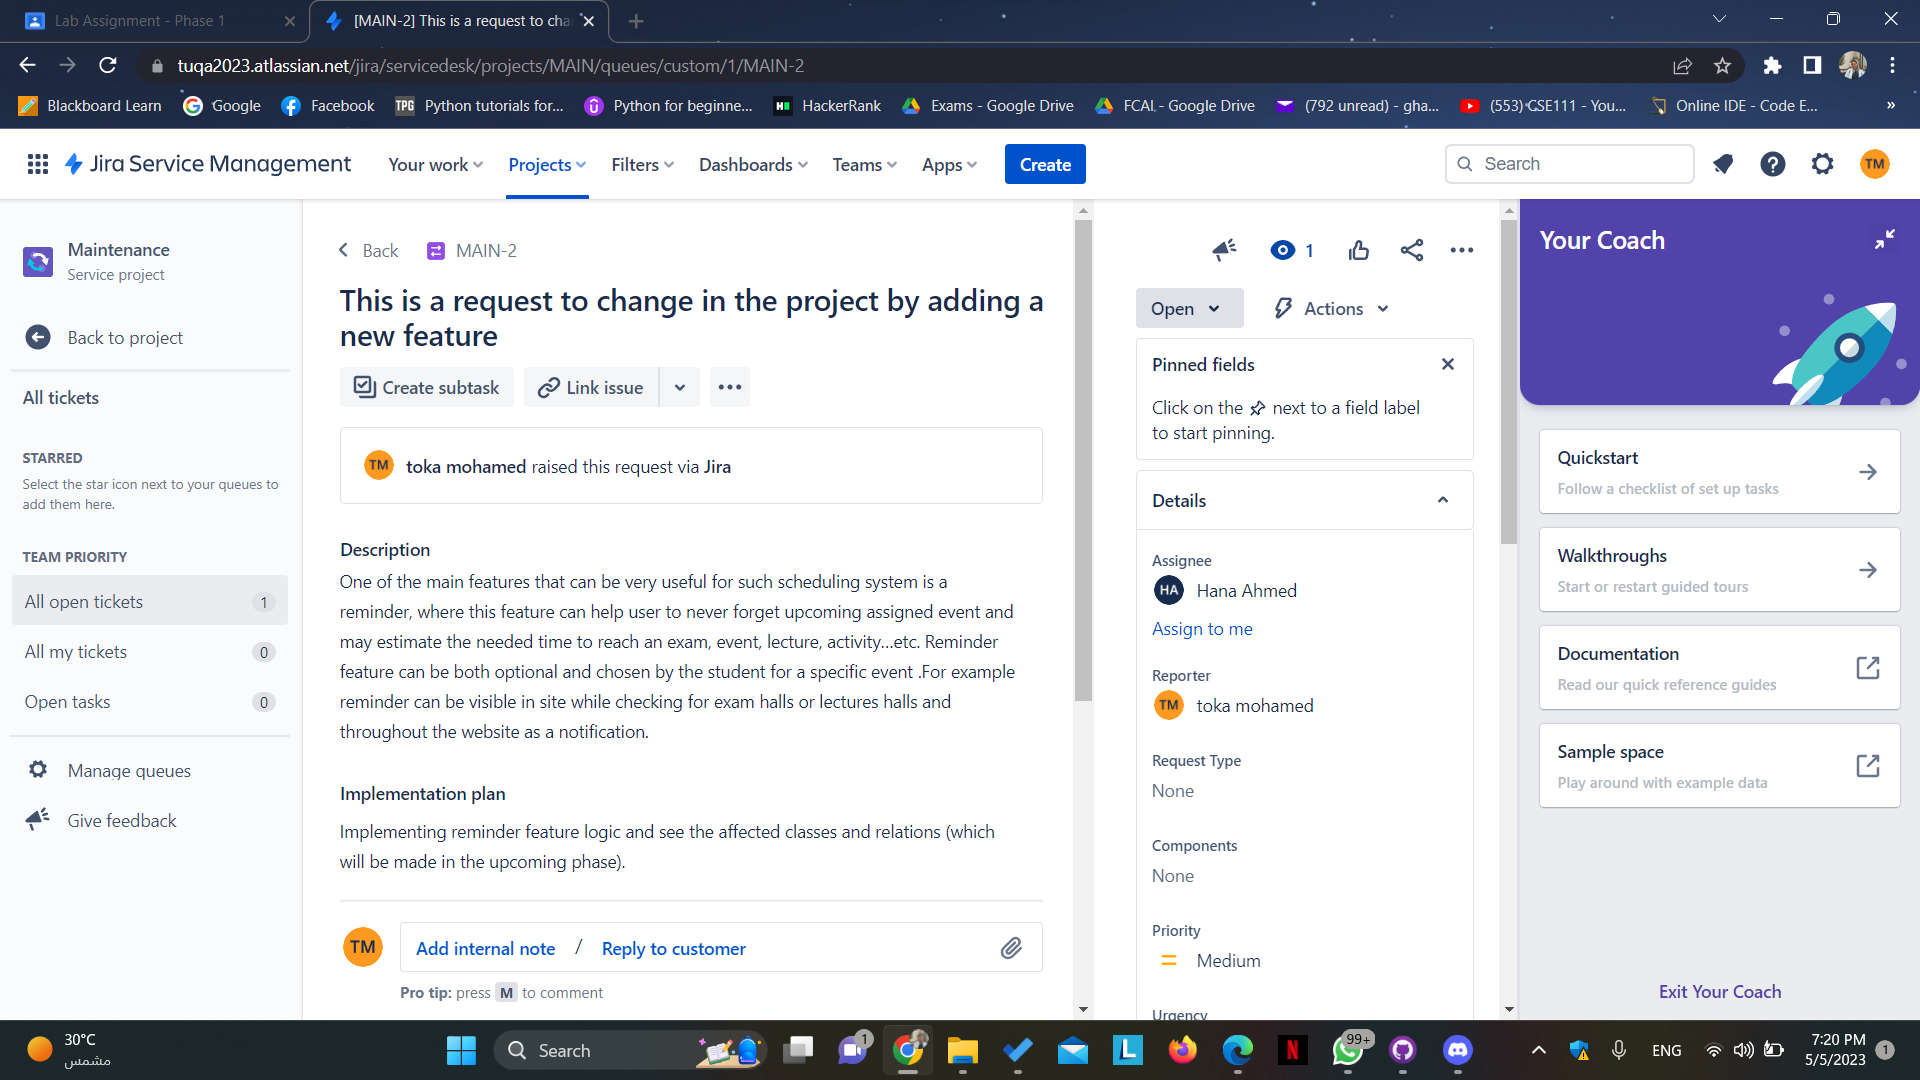 Lab Assignment - Phase 1
[MAIN-2] This is a request to cha
tuqa2023.atlassian.net/jira/servicedesk/projects/MAIN/queues/custom/1/MAIN-2
Blackboard Learn
Google
Facebook
TPG
Python tutorials for...
Python for beginne...
HackerRank
Exams - Google Drive
FCAI - Google Drive
(792 unread) - gha...
(553) CSE111 - You...
Online IDE - Code E...
»
Jira Service Management
Your work
Projects
Filters
Dashboards
Teams
Apps
Create
Search
TM
Maintenance
Service project
Back to project
All tickets
STARRED
Select the star icon next to your queues to
add them here.
TEAM PRIORITY
All open tickets 1
All my tickets 0
Open tasks 0
Manage queues
Give feedback
Back
MAIN-2
This is a request to change in the project by adding a
new feature
Create subtask
Link issue
TM toka mohamed raised this request via Jira
Description
One of the main features that can be very useful for such scheduling system is a
reminder, where this feature can help user to never forget upcoming assigned event and
may estimate the needed time to reach an exam, event, lecture, activity...etc. Reminder
feature can be both optional and chosen by the student for a specific event .For example
reminder can be visible in site while checking for exam halls or lectures halls and
throughout the website as a notification.
Implementation plan
Implementing reminder feature logic and see the affected classes and relations (which
will be made in the upcoming phase).
TM
Add internal note / Reply to customer
Pro tip: press M to comment
1
Open
Actions
Pinned fields
Click on the next to a field label
to start pinning.
Details
Assignee
HA Hana Ahmed
Assign to me
Reporter
TM toka mohamed
Request Type
None
Components
None
Priority
Medium
Urgency
Your Coach
Quickstart
Follow a checklist of set up tasks
Walkthroughs
Start or restart guided tours
Documentation
Read our quick reference guides
Sample space
Play around with example data
Exit Your Coach
30°C
مشمس
Search
1
L
N
99+
ENG
7:20 PM
5/5/2023
1